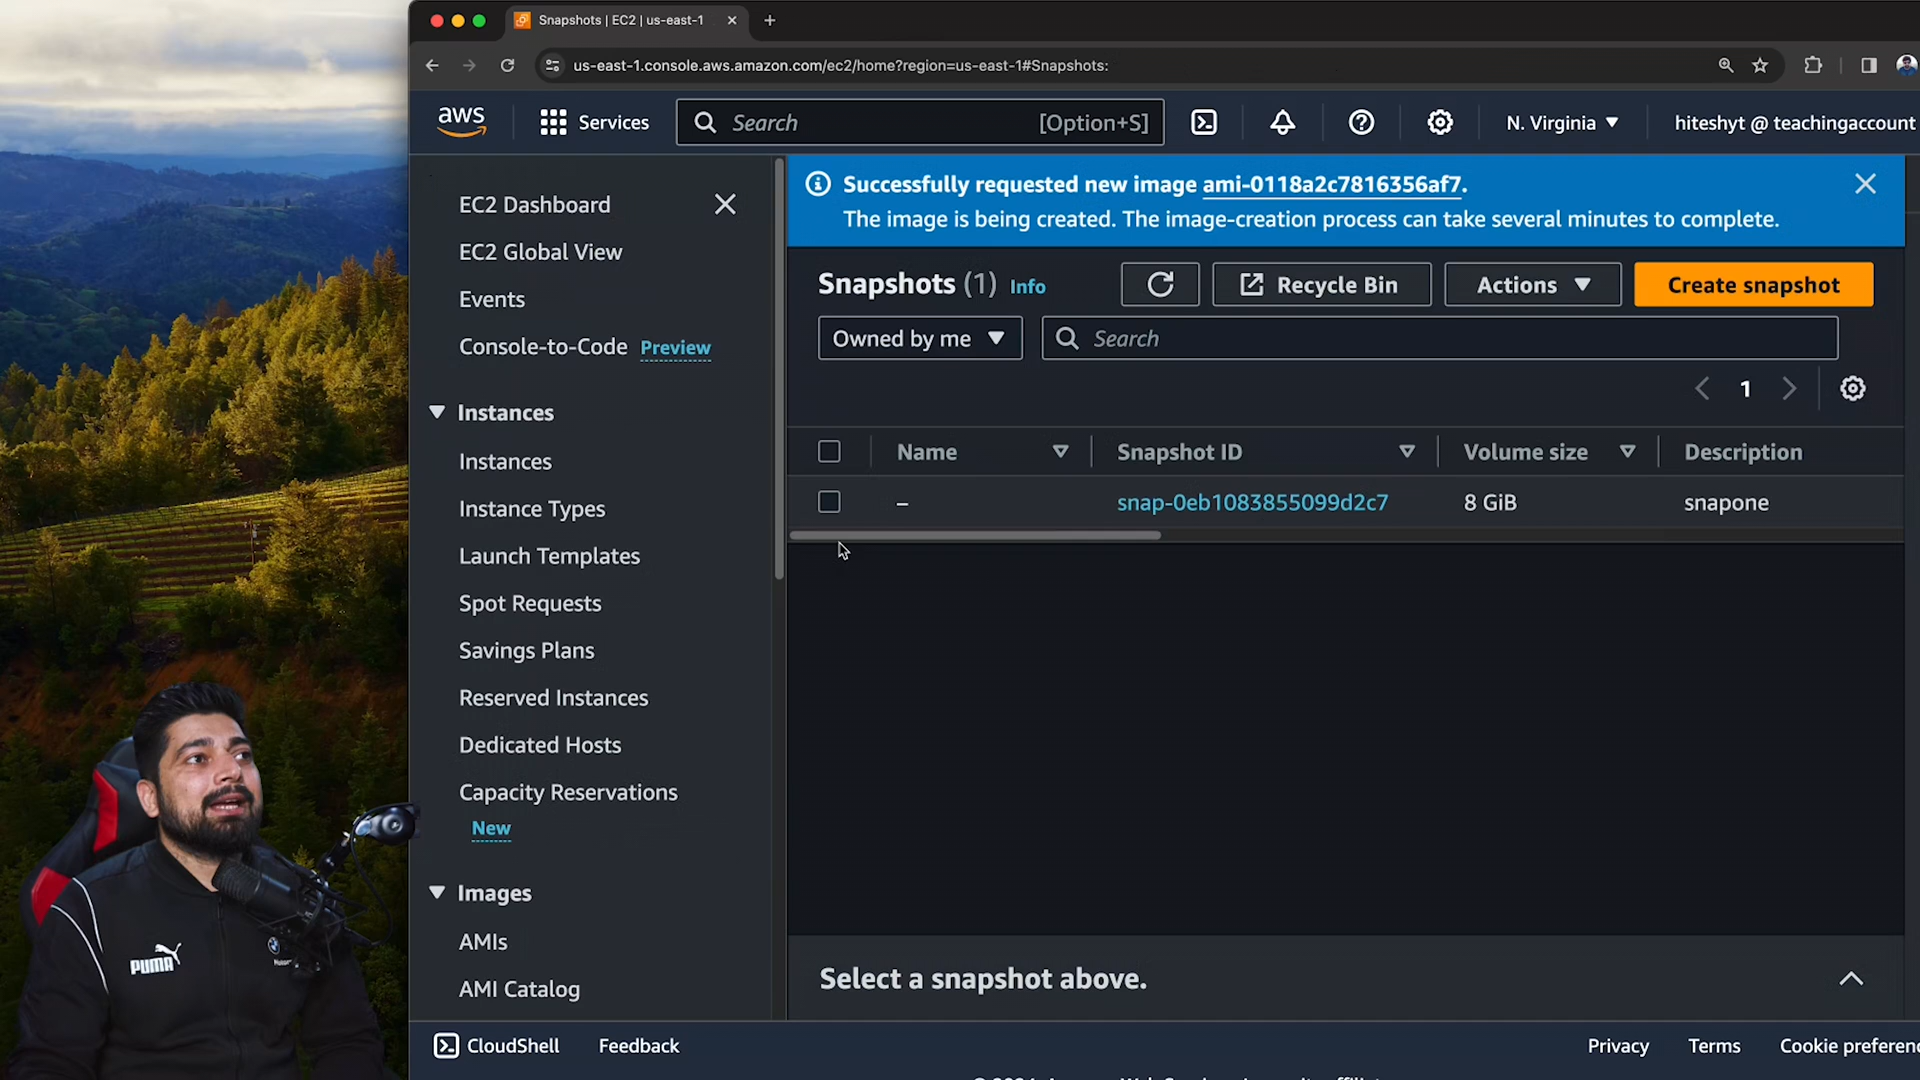 Snapshots | EC2 | us-east-1
us-east-1.console.aws.amazon.com/ec2/home?region=us-east-1#Snapshots:
aws
Services
Search
[Option+S]
N. Virginia
hiteshyt @ teachingaccount
EC2 Dashboard
EC2 Global View
Events
Console-to-Code Preview
Instances
Instances
Instance Types
Launch Templates
Spot Requests
Savings Plans
Reserved Instances
Dedicated Hosts
Capacity Reservations
New
Images
AMIs
AMI Catalog
Successfully requested new image ami-0118a2c7816356af7.
The image is being created. The image-creation process can take several minutes to complete.
Snapshots (1) Info
Recycle Bin
Actions
Create snapshot
Owned by me
Search
1
Name Snapshot ID Volume size Description
– snap-0eb1083855099d2c7 8 GiB snapone
Select a snapshot above.
CloudShell
Feedback
Privacy
Terms
Cookie preferenc
PUMA